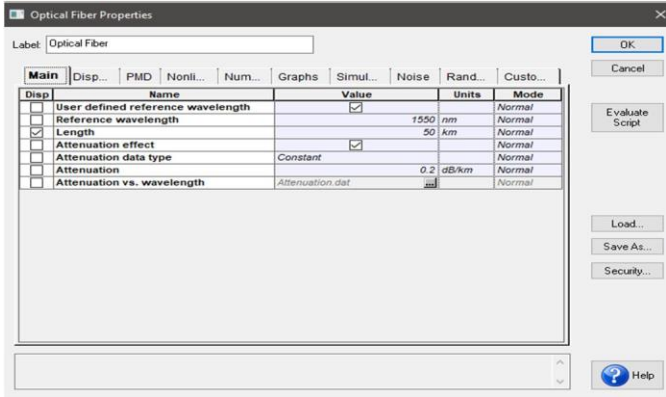 Optical Fiber Properties
Label: Optical Fiber
OK
Cancel
Evaluate Script
Load...
Save As...
Security...
Help
Main Disp... PMD Nonli... Num... Graphs Simul... Noise Rand... Custo...
Disp Name Value Units Mode
User defined reference wavelength Normal
Reference wavelength 1550 nm Normal
Length 50 km Normal
Attenuation effect Normal
Attenuation data type Constant Normal
Attenuation 0.2 dB/km Normal
Attenuation vs. wavelength Attenuation.dat ... Normal